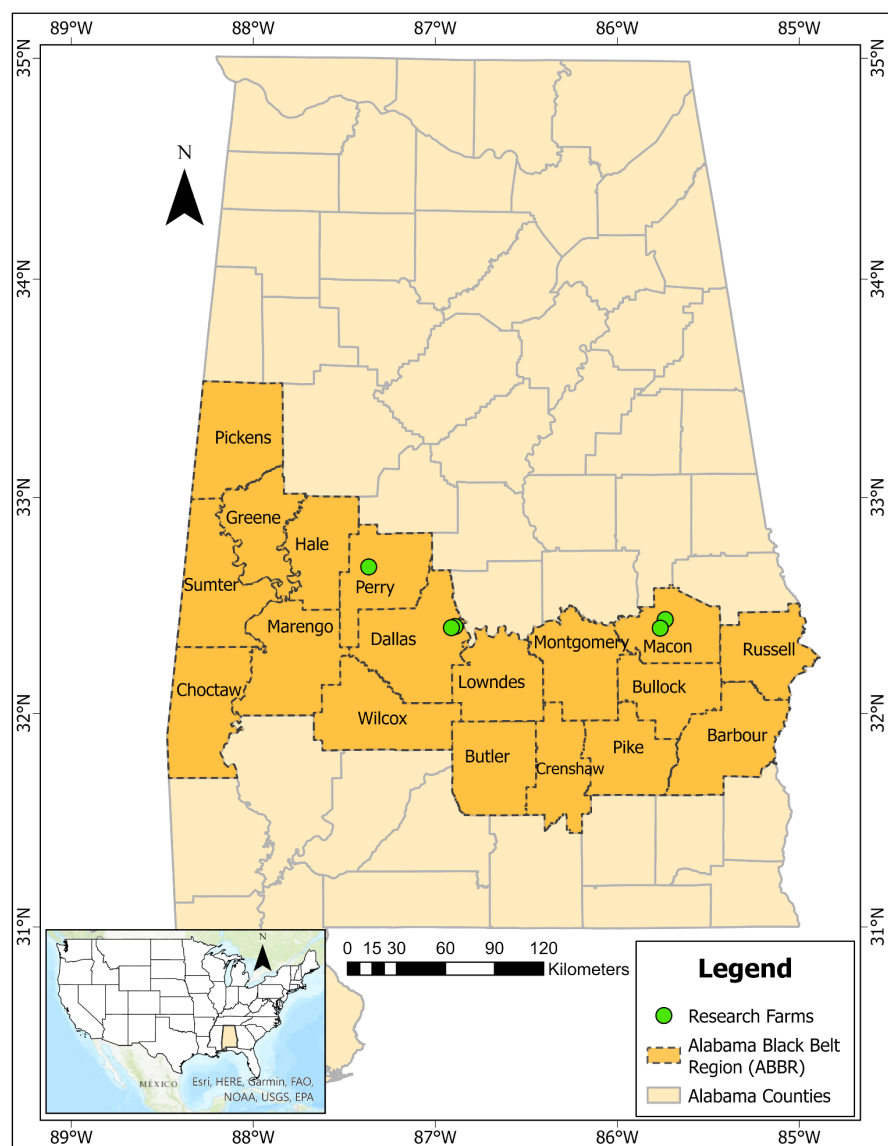 89°W 88°W 87°W 86°W 85°W
35°N 35°N
N
34°N 34°N
Pickens
33°N 33°N
Greene
Hale
Sumter
Perry
Marengo
Dallas
Montgomery
Macon
Russell
Choctaw
Lowndes
Bullock
32°N 32°N
Wilcox
Barbour
Butler
Pike
Crenshaw
31°N 31°N
N
MÉXICO
Esri, HERE, Garmin, FAO,
NOAA, USGS, EPA
0 15 30 60 90 120
Kilometers
Legend
Research Farms
Alabama Black Belt
Region (ABBR)
Alabama Counties
89°W 88°W 87°W 86°W 85°W